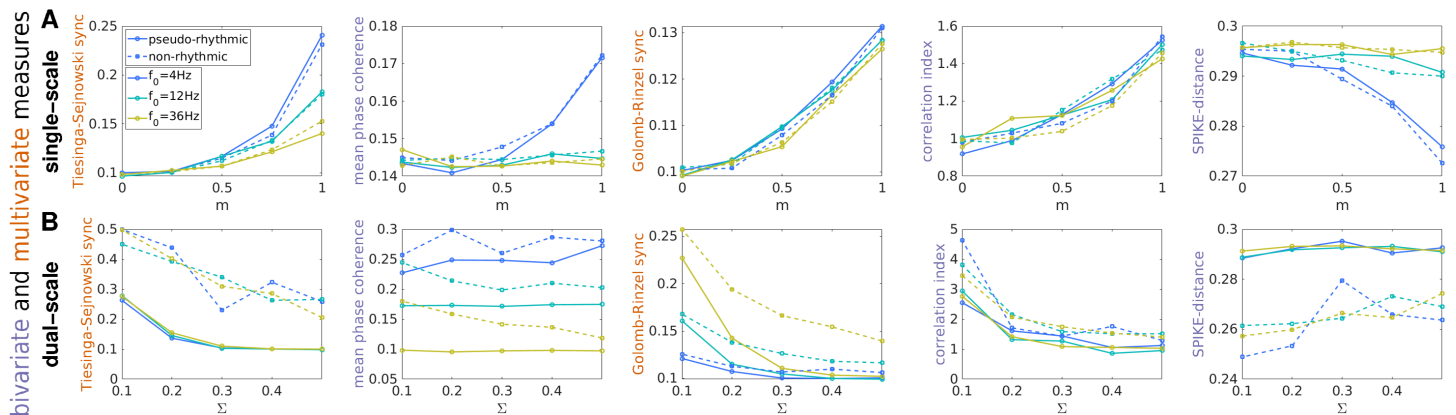 bivariate and multivariate measures
A
single-scale
Tiesinga-Sejnowski sync
0.25
0.2
0.15
0.1
pseudo-rhythmic
non-rhythmic
f0=4Hz
f0=12Hz
f0=36Hz
0 0.5 1
m
mean phase coherence
0.18
0.17
0.16
0.15
0.14
0 0.5 1
m
Golomb-Rinzel sync
0.13
0.12
0.11
0.1
0 0.5 1
m
correlation index
1.6
1.4
1.2
1.0
0.8
0 0.5 1
m
SPIKE-distance
0.3
0.29
0.28
0.27
0 0.5 1
m
B
dual-scale
Tiesinga-Sejnowski sync
0.5
0.4
0.3
0.2
0.1
0
0.1 0.2 0.3 0.4
Σ
mean phase coherence
0.3
0.25
0.2
0.15
0.1
0.05
0.1 0.2 0.3 0.4
Σ
Golomb-Rinzel sync
0.25
0.2
0.15
0.1
0.1 0.2 0.3 0.4
Σ
correlation index
5
4
3
2
1
0
0.1 0.2 0.3 0.4
Σ
SPIKE-distance
0.3
0.28
0.26
0.24
0.1 0.2 0.3 0.4
Σ